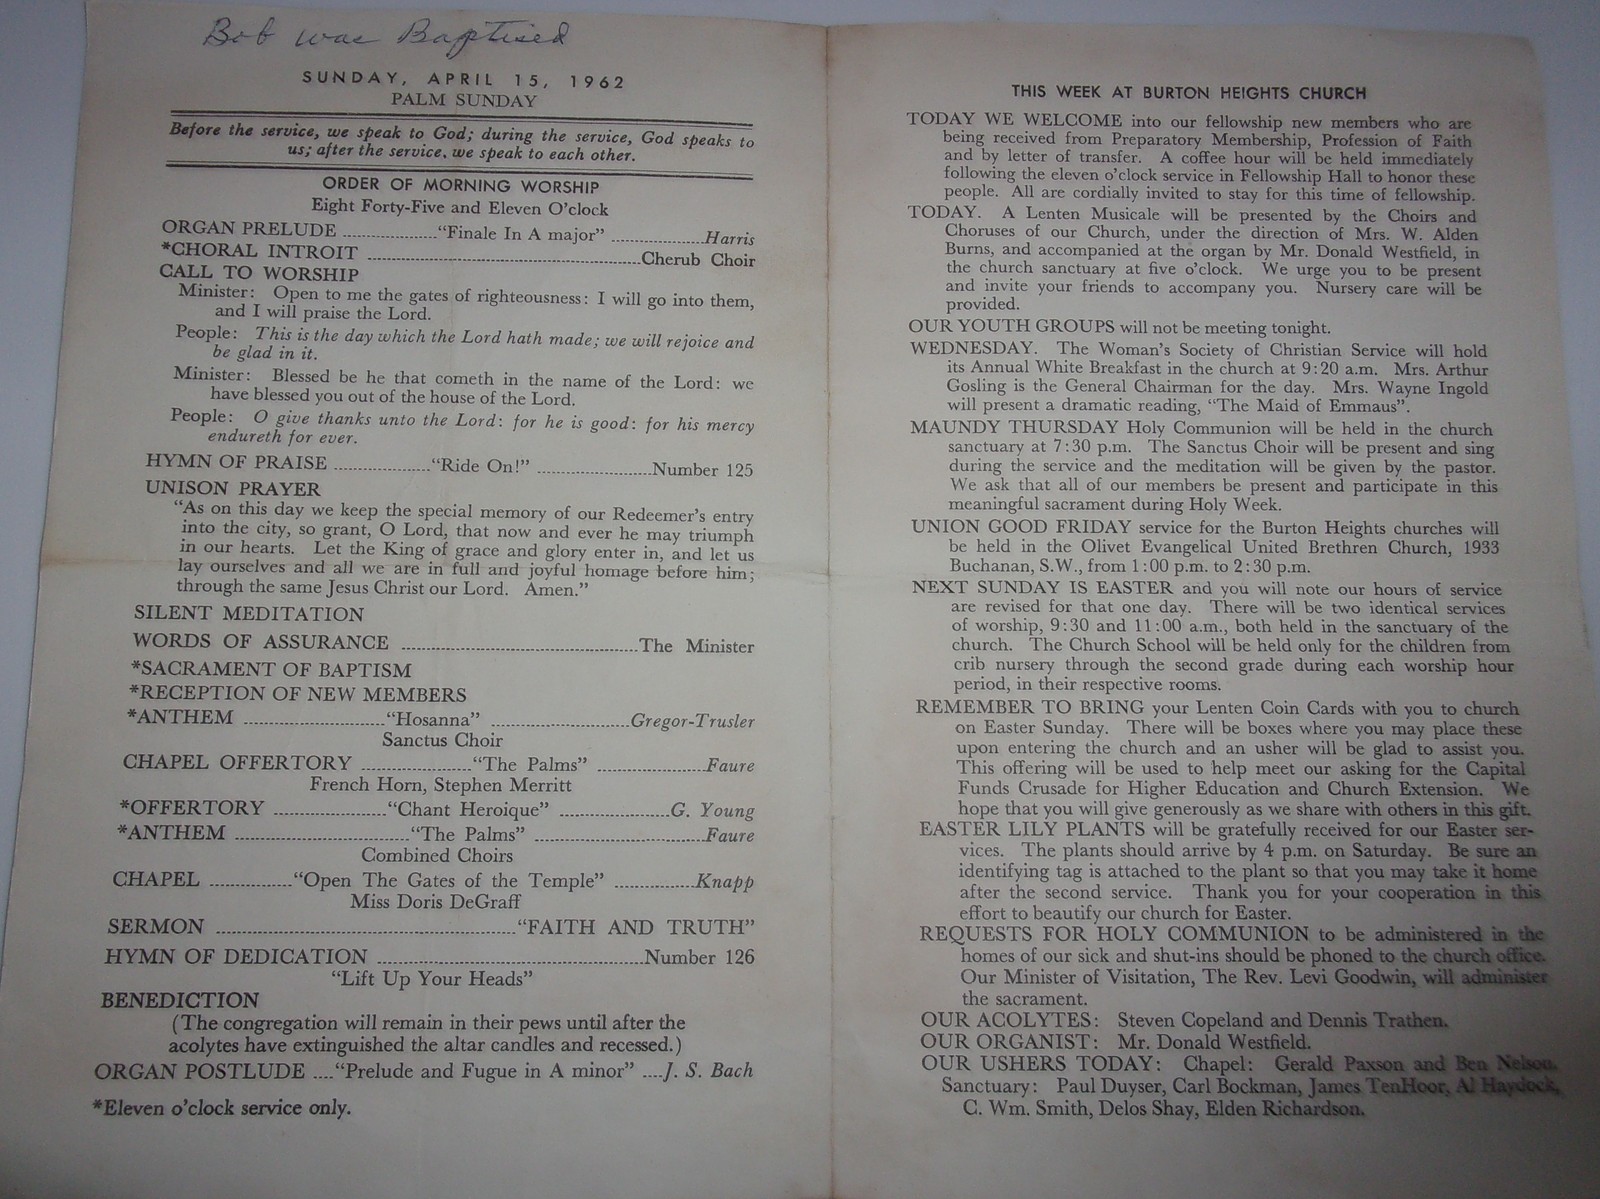 Bob was Baptised
SUNDAY, APRIL 15, 1962
PALM SUNDAY
Before the service, we speak to God; during the service, God speaks to
us; after the service, we speak to each other.
ORDER OF MORNING WORSHIP
Eight Forty-Five and Eleven O'clock
ORGAN PRELUDE ...................."Finale In A major" ....................Harris
*CHORAL INTROIT ........................................................Cherub Choir
CALL TO WORSHIP
Minister: Open to me the gates of righteousness: I will go into them,
and I will praise the Lord.
People: This is the day which the Lord hath made; we will rejoice and
be glad in it.
Minister: Blessed be he that cometh in the name of the Lord: we
have blessed you out of the house of the Lord.
People: O give thanks unto the Lord: for he is good: for his mercy
endureth for ever.
HYMN OF PRAISE ...................."Ride On!" ........................Number 125
UNISON PRAYER
"As on this day we keep the special memory of our Redeemer's entry
into the city, so grant, O Lord, that now and ever he may triumph
in our hearts. Let the King of grace and glory enter in, and let us
lay ourselves and all we are in full and joyful homage before him;
through the same Jesus Christ our Lord. Amen."
SILENT MEDITATION
WORDS OF ASSURANCE ..................................................The Minister
*SACRAMENT OF BAPTISM
*RECEPTION OF NEW MEMBERS
*ANTHEM .............................."Hosanna" .............................Gregor-Trusler
Sanctus Choir
CHAPEL OFFERTORY ......................."The Palms" .......................Faure
French Horn, Stephen Merritt
*OFFERTORY ........................"Chant Heroique" ........................G. Young
*ANTHEM ....................................."The Palms" ....................................Faure
Combined Choirs
CHAPEL ................."Open The Gates of the Temple" .................Knapp
Miss Doris DeGraff
SERMON ................................................................"FAITH AND TRUTH"
HYMN OF DEDICATION .........................................................Number 126
"Lift Up Your Heads"
BENEDICTION
(The congregation will remain in their pews until after the
acolytes have extinguished the altar candles and recessed.)
ORGAN POSTLUDE ...."Prelude and Fugue in A minor" ....J. S. Bach
*Eleven o'clock service only.
THIS WEEK AT BURTON HEIGHTS CHURCH
TODAY WE WELCOME into our fellowship new members who are
being received from Preparatory Membership, Profession of Faith
and by letter of transfer. A coffee hour will be held immediately
following the eleven o'clock service in Fellowship Hall to honor these
people. All are cordially invited to stay for this time of fellowship.
TODAY. A Lenten Musicale will be presented by the Choirs and
Choruses of our Church, under the direction of Mrs. W. Alden
Burns, and accompanied at the organ by Mr. Donald Westfield, in
the church sanctuary at five o'clock. We urge you to be present
and invite your friends to accompany you. Nursery care will be
provided.
OUR YOUTH GROUPS will not be meeting tonight.
WEDNESDAY. The Woman's Society of Christian Service will hold
its Annual White Breakfast in the church at 9:20 a.m. Mrs. Arthur
Gosling is the General Chairman for the day. Mrs. Wayne Ingold
will present a dramatic reading, "The Maid of Emmaus".
MAUNDY THURSDAY Holy Communion will be held in the church
sanctuary at 7:30 p.m. The Sanctus Choir will be present and sing
during the service and the meditation will be given by the pastor.
We ask that all of our members be present and participate in this
meaningful sacrament during Holy Week.
UNION GOOD FRIDAY service for the Burton Heights churches will
be held in the Olivet Evangelical United Brethren Church, 1933
Buchanan, S.W., from 1:00 p.m. to 2:30 p.m.
NEXT SUNDAY IS EASTER and you will note our hours of service
are revised for that one day. There will be two identical services
of worship, 9:30 and 11:00 a.m., both held in the sanctuary of the
church. The Church School will be held only for the children from
crib nursery through the second grade during each worship hour
period, in their respective rooms.
REMEMBER TO BRING your Lenten Coin Cards with you to church
on Easter Sunday. There will be boxes where you may place these
upon entering the church and an usher will be glad to assist you.
This offering will be used to help meet our asking for the Capital
Funds Crusade for Higher Education and Church Extension. We
hope that you will give generously as we share with others in this gift.
EASTER LILY PLANTS will be gratefully received for our Easter ser-
vices. The plants should arrive by 4 p.m. on Saturday. Be sure an
identifying tag is attached to the plant so that you may take it home
after the second service. Thank you for your cooperation in this
effort to beautify our church for Easter.
REQUESTS FOR HOLY COMMUNION to be administered in the
homes of our sick and shut-ins should be phoned to the church office.
Our Minister of Visitation, The Rev. Levi Goodwin, will administer
the sacrament.
OUR ACOLYTES: Steven Copeland and Dennis Trathen.
OUR ORGANIST: Mr. Donald Westfield.
OUR USHERS TODAY: Chapel: Gerald Paxson and Ben Nelson.
Sanctuary: Paul Duyser, Carl Bockman, James TenHoor, Al Haydock,
C. Wm. Smith, Delos Shay, Elden Richardson.